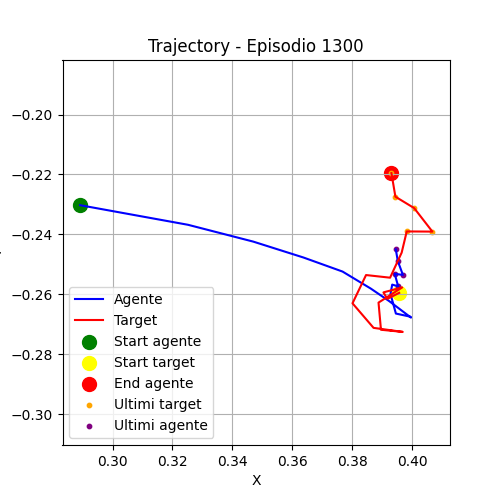 Trajectory - Episodio 1300
−0.20
−0.22
−0.24
−0.26
−0.28
−0.30
Agente
Target
Start agente
Start target
End agente
Ultimi target
Ultimi agente
0.30 0.32 0.34 0.36 0.38 0.40
X